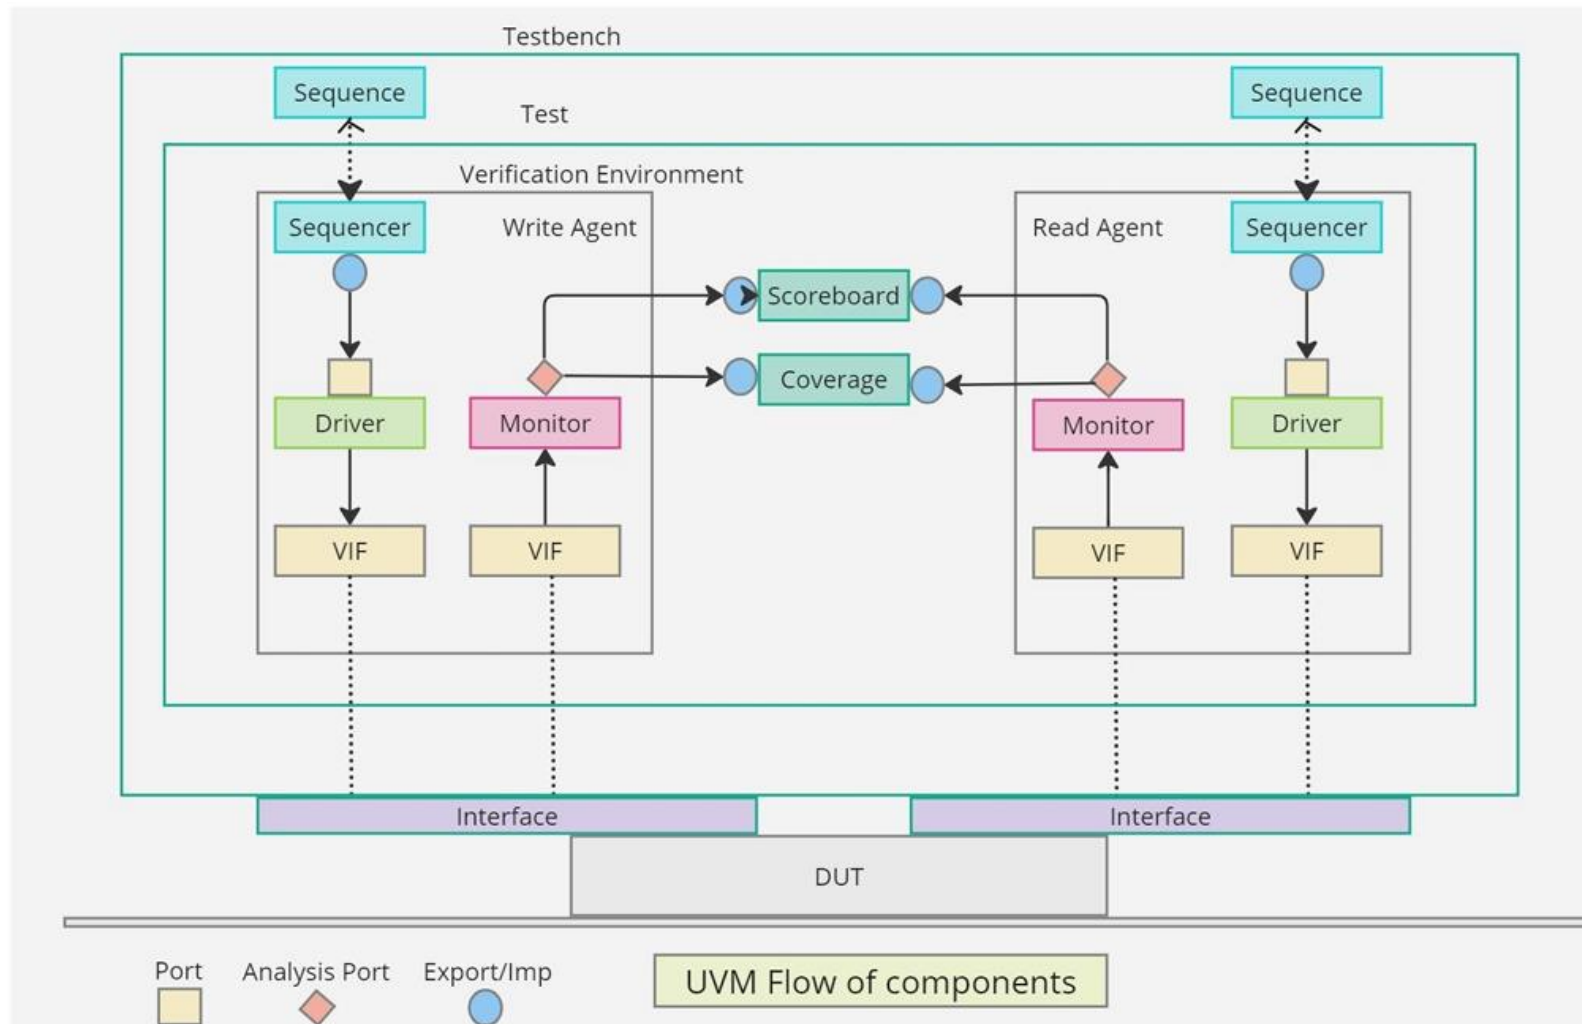 Testbench
Sequence
Sequence
Test
Verification Environment
Sequencer
Write Agent
Read Agent
Sequencer
Scoreboard
Coverage
Driver
Monitor
Monitor
Driver
VIF
VIF
VIF
VIF
Interface
Interface
DUT
Port
Analysis Port
Export/Imp
UVM Flow of components